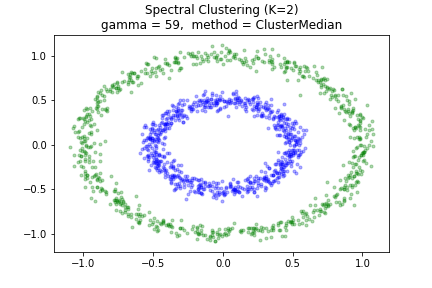 Spectral Clustering (K=2)
gamma = 59,  method = ClusterMedian
1.0
0.5
0.0
−0.5
−1.0
−1.0 −0.5 0.0 0.5 1.0